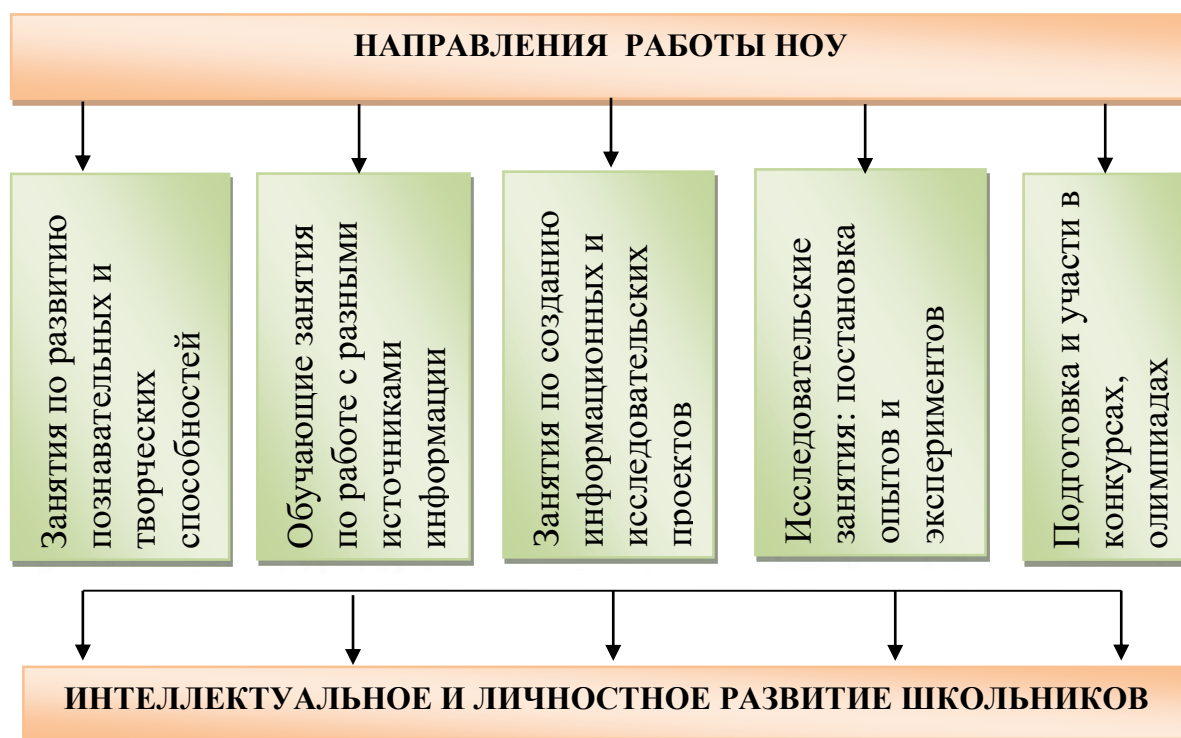 НАПРАВЛЕНИЯ РАБОТЫ НОУ
Занятия по развитию
познавательных и
творческих
способностей
Обучающие занятия
по работе с разными
источниками
информации
Занятия по созданию
информационных и
исследовательских
проектов
Исследовательские
занятия: постановка
опытов и
экспериментов
Подготовка и участи в
конкурсах,
олимпиадах
ИНТЕЛЛЕКТУАЛЬНОЕ И ЛИЧНОСТНОЕ РАЗВИТИЕ ШКОЛЬНИКОВ